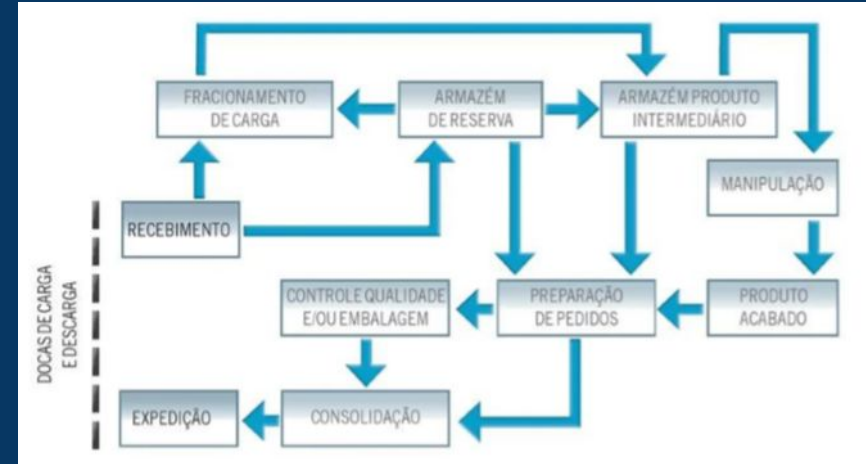 FRACIONAMENTO
DE CARGA
ARMAZÉM
DE RESERVA
ARMAZÉM PRODUTO
INTERMEDIÁRIO
MANIPULAÇÃO
RECEBIMENTO
DOCAS DE CARGA
E DESCARGA
CONTROLE QUALIDADE
E/OU EMBALAGEM
PREPARAÇÃO
DE PEDIDOS
PRODUTO
ACABADO
EXPEDIÇÃO
CONSOLIDAÇÃO